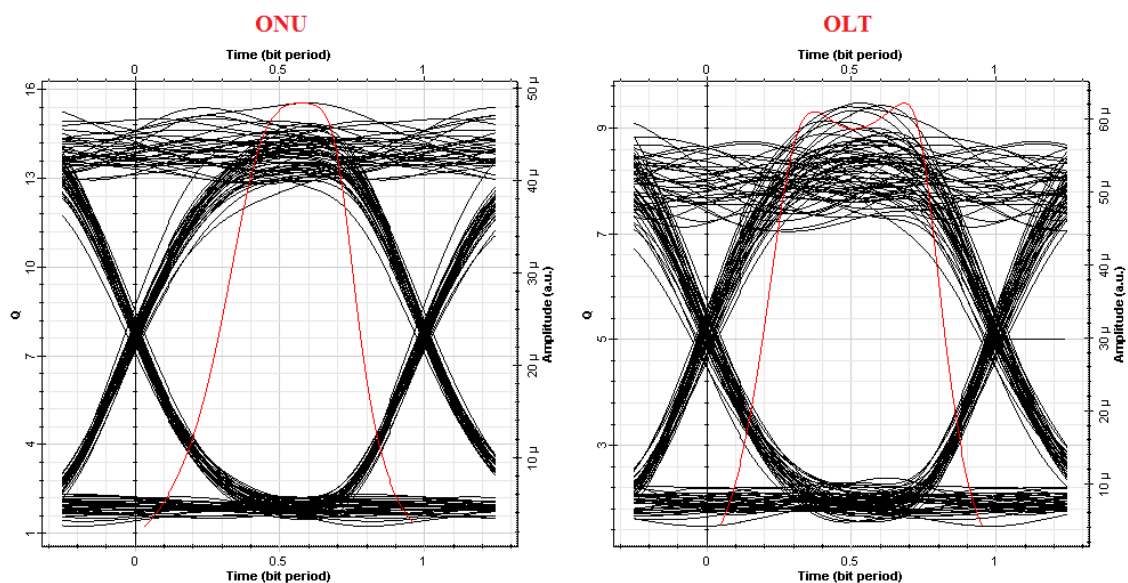 ONU
Time (bit period)
0 0.5 1
16
13
10
7
4
1
Q
50 µ
40 µ
30 µ
20 µ
10 µ
Amplitude (a.u.)
0 0.5 1
Time (bit period)
OLT
Time (bit period)
0 0.5 1
9
7
5
3
Q
60 µ
50 µ
40 µ
30 µ
20 µ
10 µ
Amplitude (a.u.)
0 0.5 1
Time (bit period)